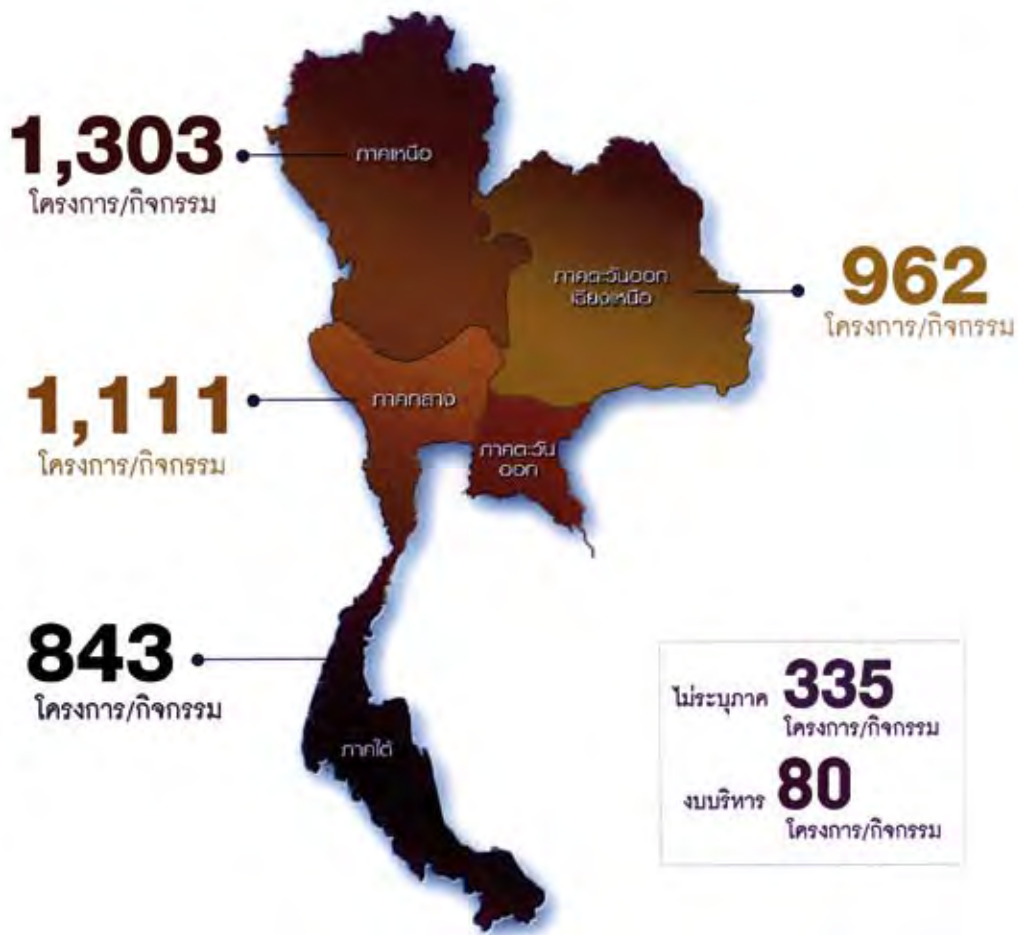 1,303
โครงการ/กิจกรรม
ภาคเหนือ
ภาคตะวันออก
เฉียงเหนือ
962
โครงการ/กิจกรรม
1,111
โครงการ/กิจกรรม
ภาคกลาง
ภาคตะวัน
ออก
843
โครงการ/กิจกรรม
ภาคใต้
ไม่ระบุภาค 335
โครงการ/กิจกรรม
งบบริหาร 80
โครงการ/กิจกรรม